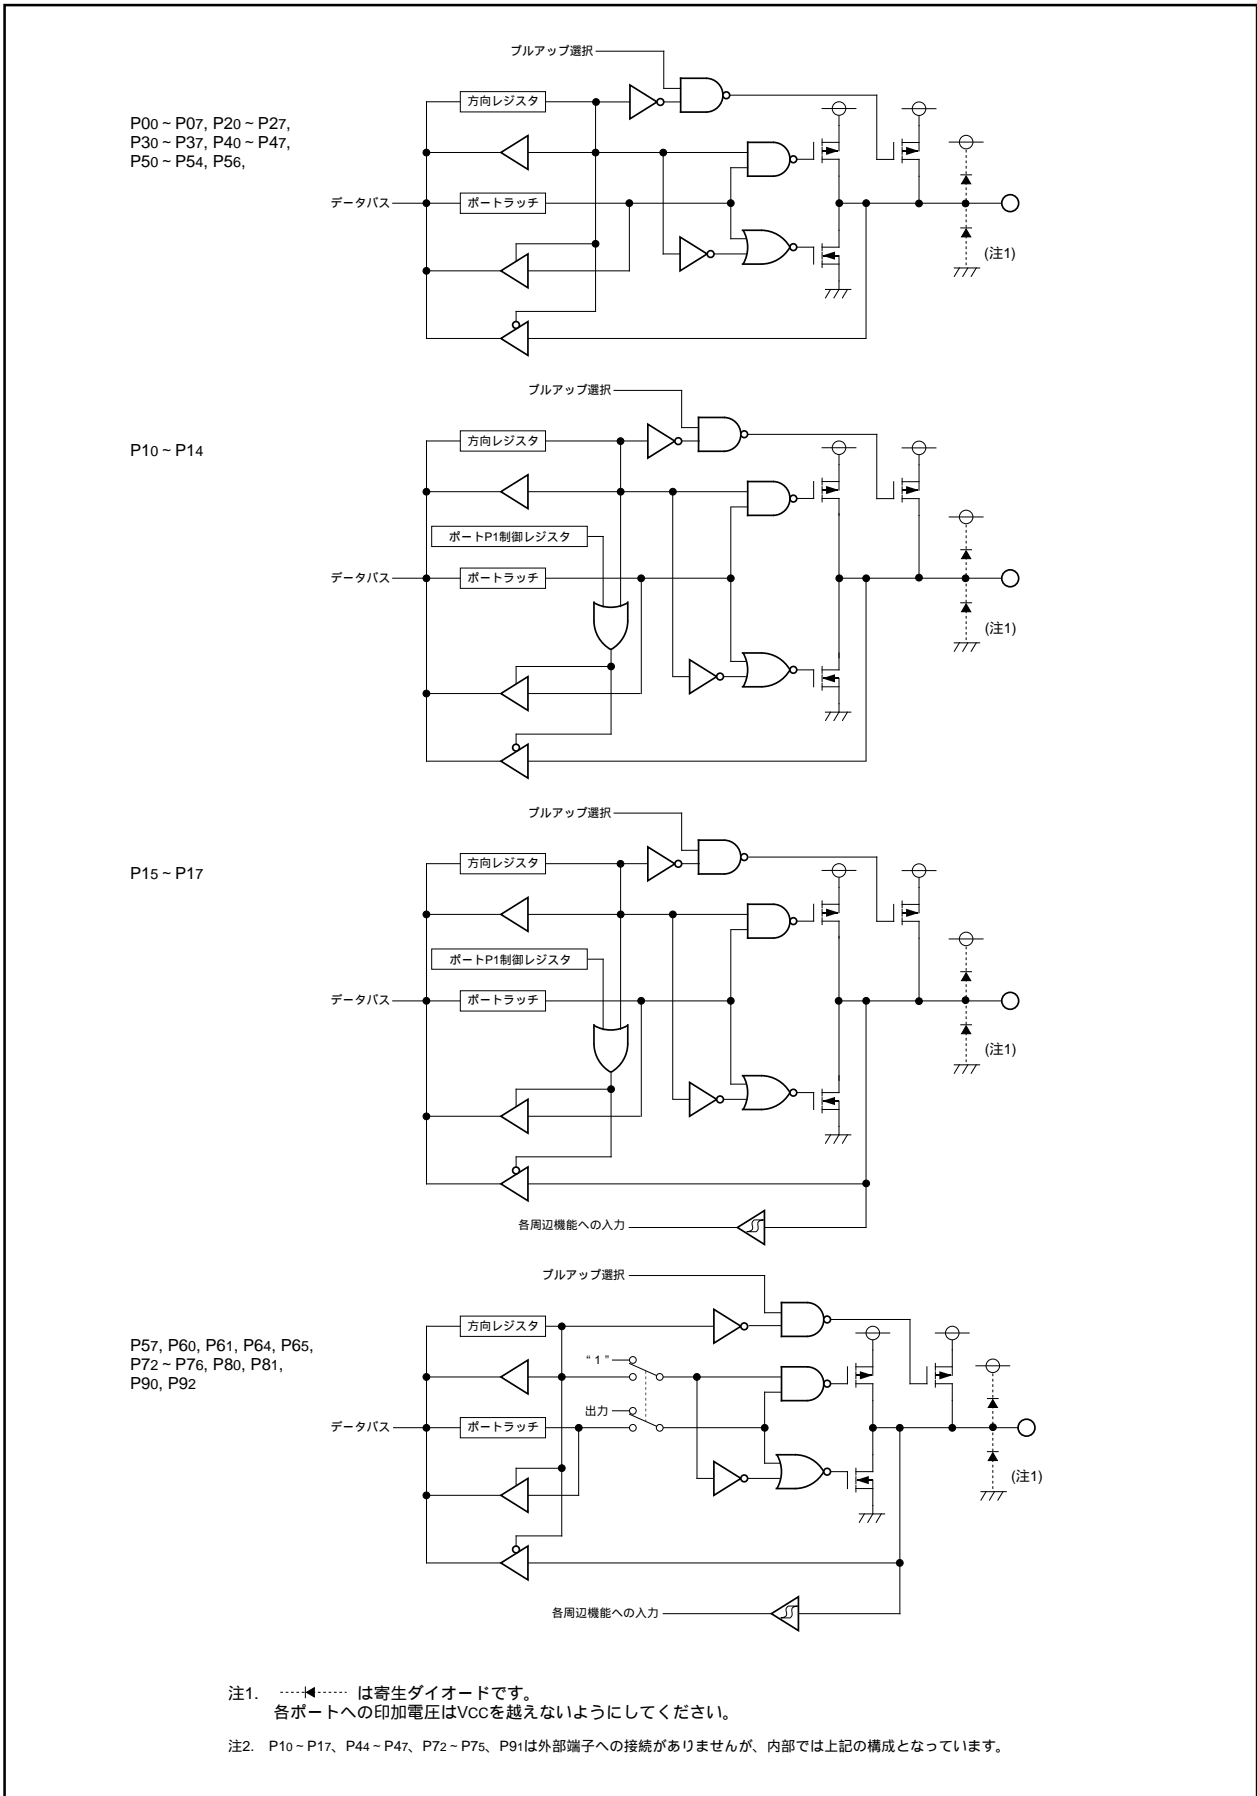 プルアップ選択
方向レジスタ
P00 ~ P07, P20 ~ P27,
P30 ~ P37, P40 ~ P47,
P50 ~ P54, P56,
データバス
ポートラッチ
(注1)
プルアップ選択
方向レジスタ
P10 ~ P14
ポートP1制御レジスタ
データバス
ポートラッチ
(注1)
プルアップ選択
方向レジスタ
P15 ~ P17
ポートP1制御レジスタ
データバス
ポートラッチ
(注1)
各周辺機能への入力
プルアップ選択
方向レジスタ
P57, P60, P61, P64, P65,
P72 ~ P76, P80, P81,
P90, P92
“1”
出力
データバス
ポートラッチ
(注1)
各周辺機能への入力
注1. は寄生ダイオードです。
各ポートへの印加電圧はVCCを越えないようにしてください。
注2. P10 ~ P17、P44 ~ P47、P72 ~ P75、P91は外部端子への接続がありませんが、内部では上記の構成となっています。